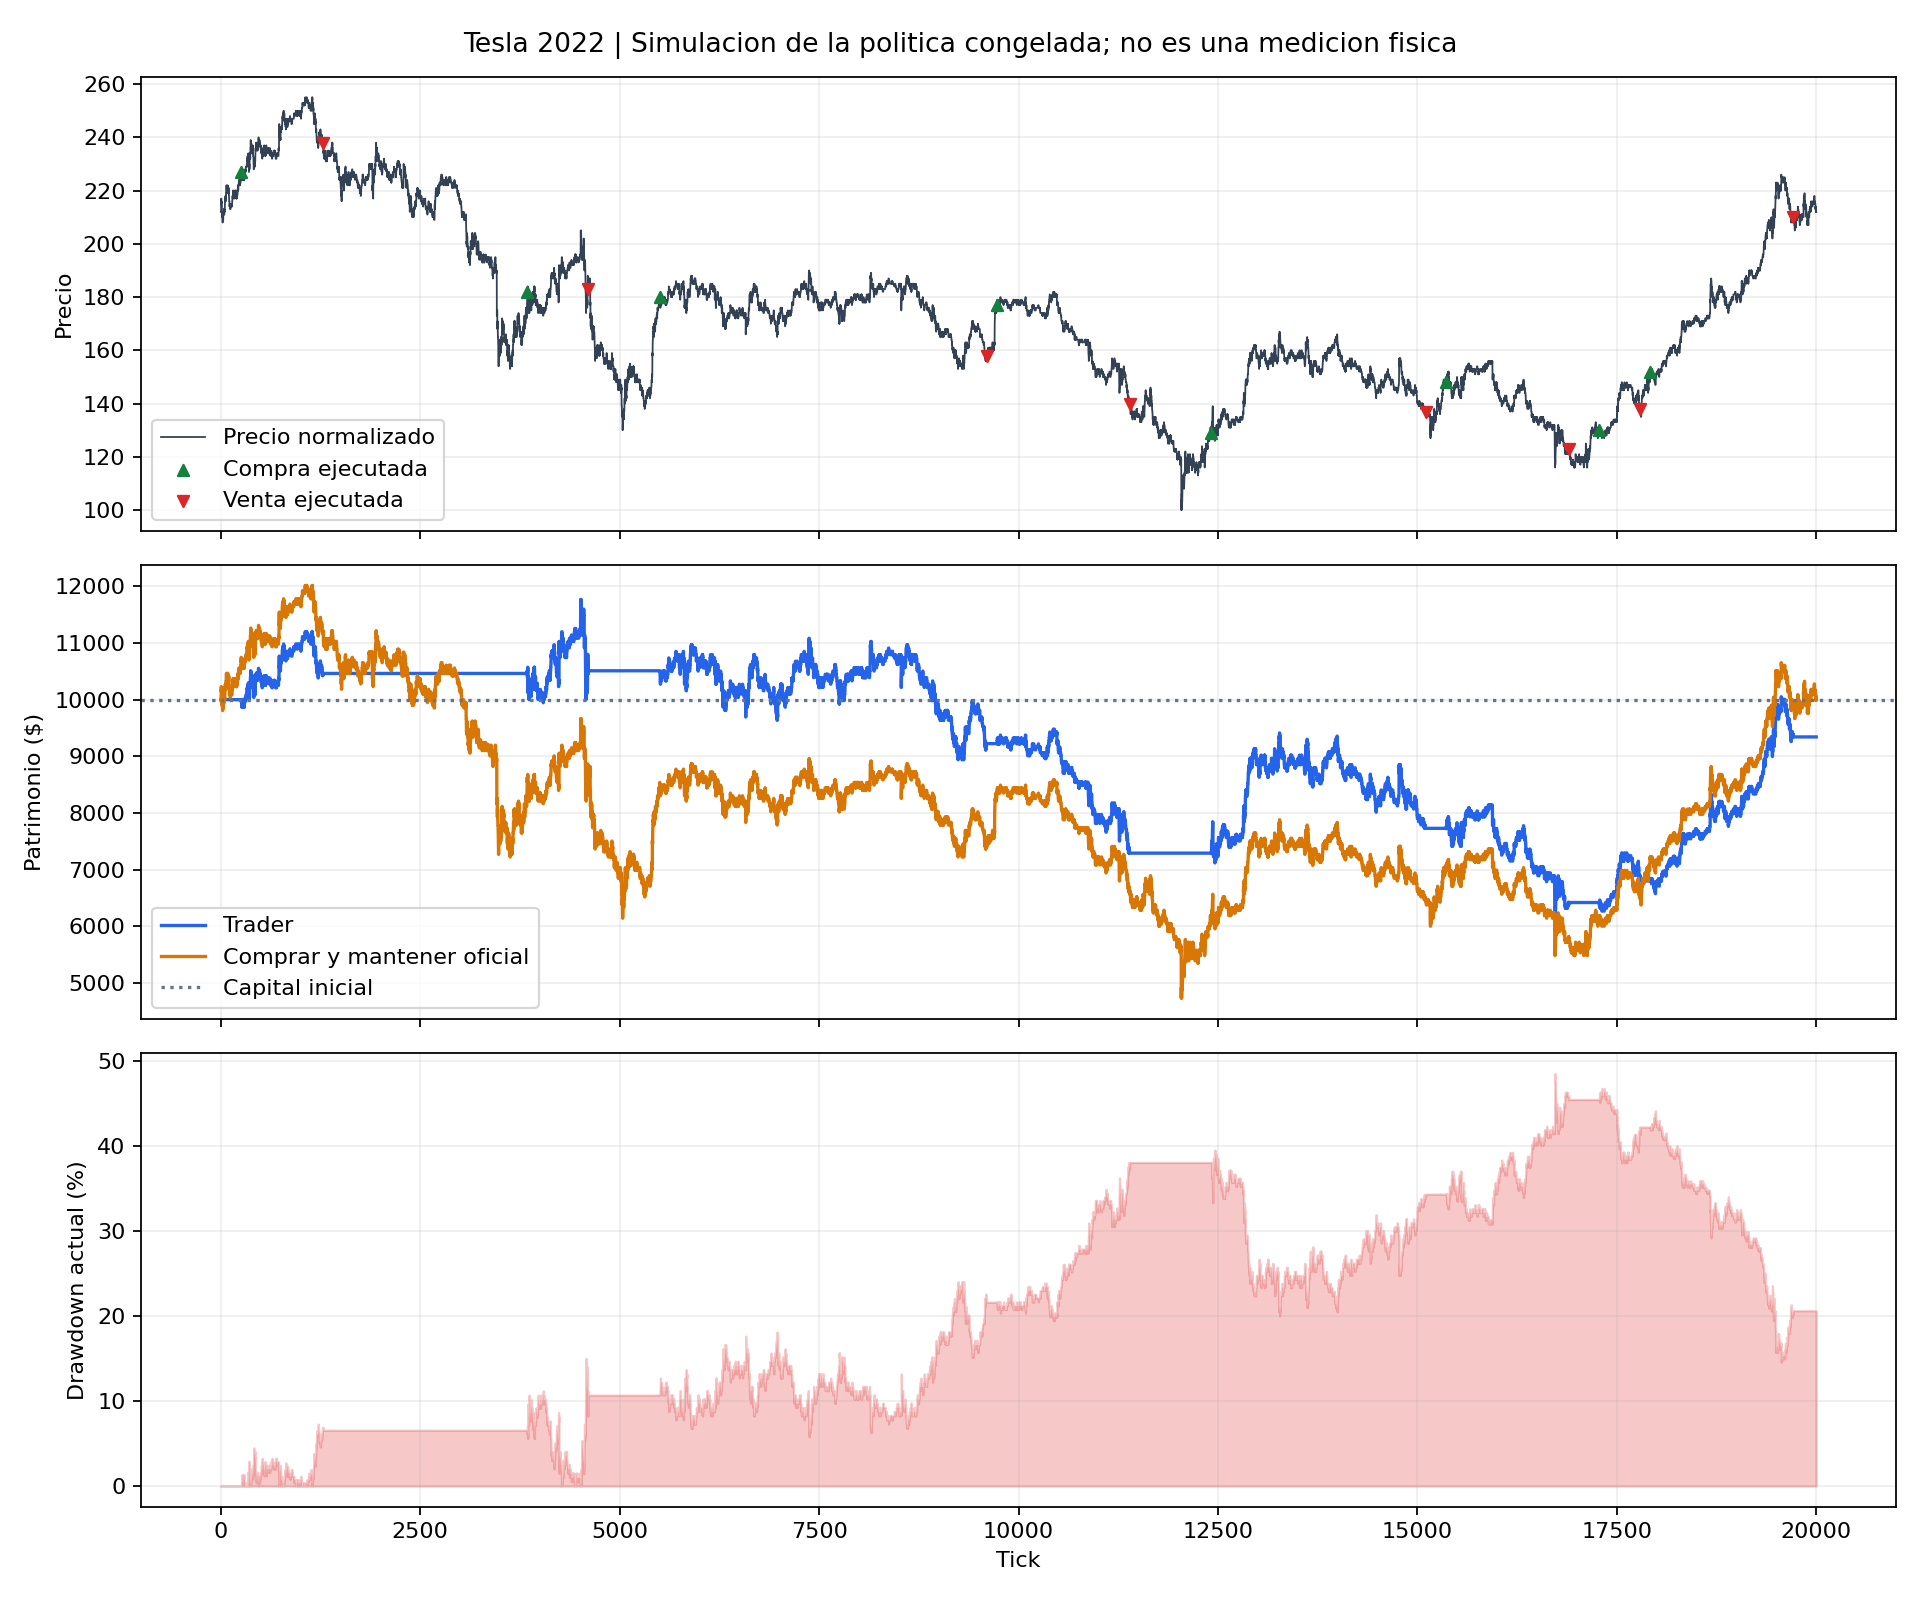 Tesla 2022 | Simulacion de la politica congelada; no es una medicion fisica
260
240
220
200
180
160
140
120
100
Precio
Precio normalizado
Compra ejecutada
Venta ejecutada
12000
11000
10000
9000
8000
7000
6000
5000
Patrimonio ($)
Trader
Comprar y mantener oficial
Capital inicial
50
40
30
20
10
0
Drawdown actual (%)
0 2500 5000 7500 10000 12500 15000 17500 20000
Tick